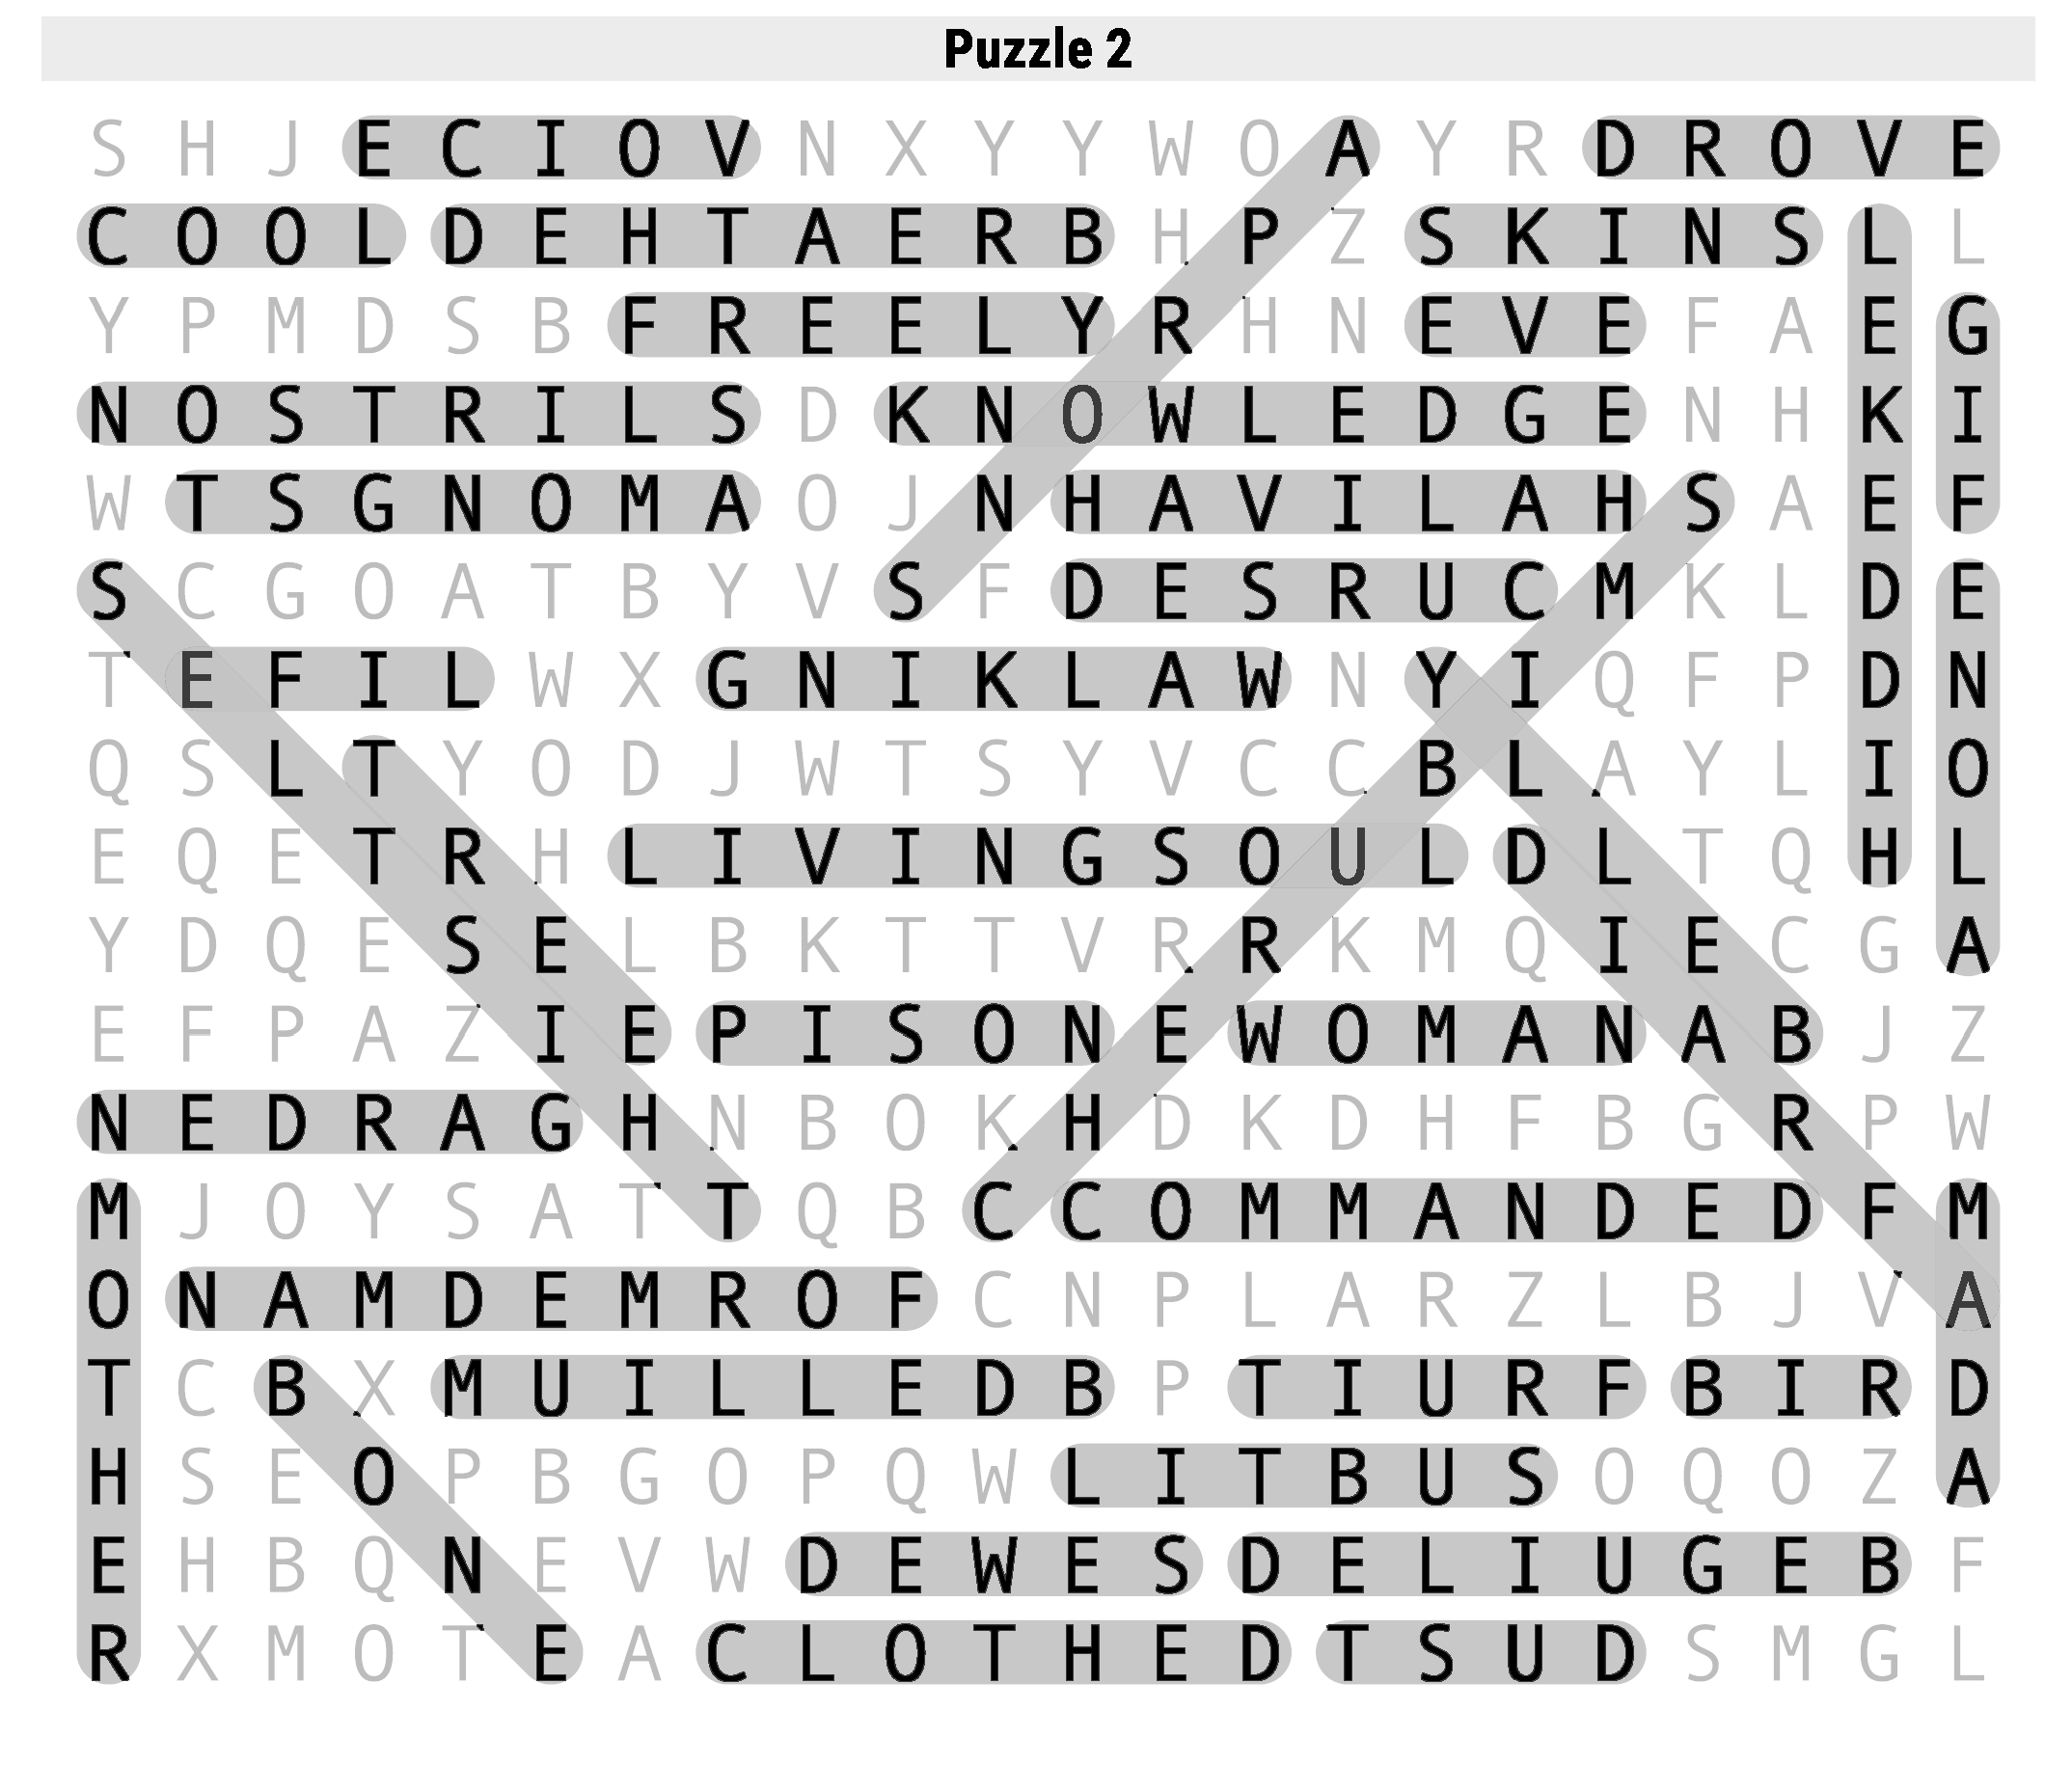 Puzzle 2
S H J E C I O V N X Y Y W O A Y R D R O V E
C O O L D E H T A E R B H P Z S K I N S L L
Y P M D S B F R E E L Y R H N E V E F A E G
N O S T R I L S D K N O W L E D G E N H K I
W T S G N O M A O J N H A V I L A H S A E F
S C G O A T B Y V S F D E S R U C M K L D E
T E F I L W X G N I K L A W N Y I Q F P D N
Q S L T Y O D J W T S Y V C C B L A Y L I O
E Q E T R H L I V I N G S O U L D L T Q H L
Y D Q E S E L B K T T V R R K M Q I E C G A
E F P A Z I E P I S O N E W O M A N A B J Z
N E D R A G H N B O K H D K D H F B G R P W
M J O Y S A T T Q B C C O M M A N D E D F M
O N A M D E M R O F C N P L A R Z L B J V A
T C B X M U I L L E D B P T I U R F B I R D
H S E O P B G O P Q W L I T B U S O Q O Z A
E H B Q N E V W D E W E S D E L I U G E B F
R X M O T E A C L O T H E D T S U D S M G L